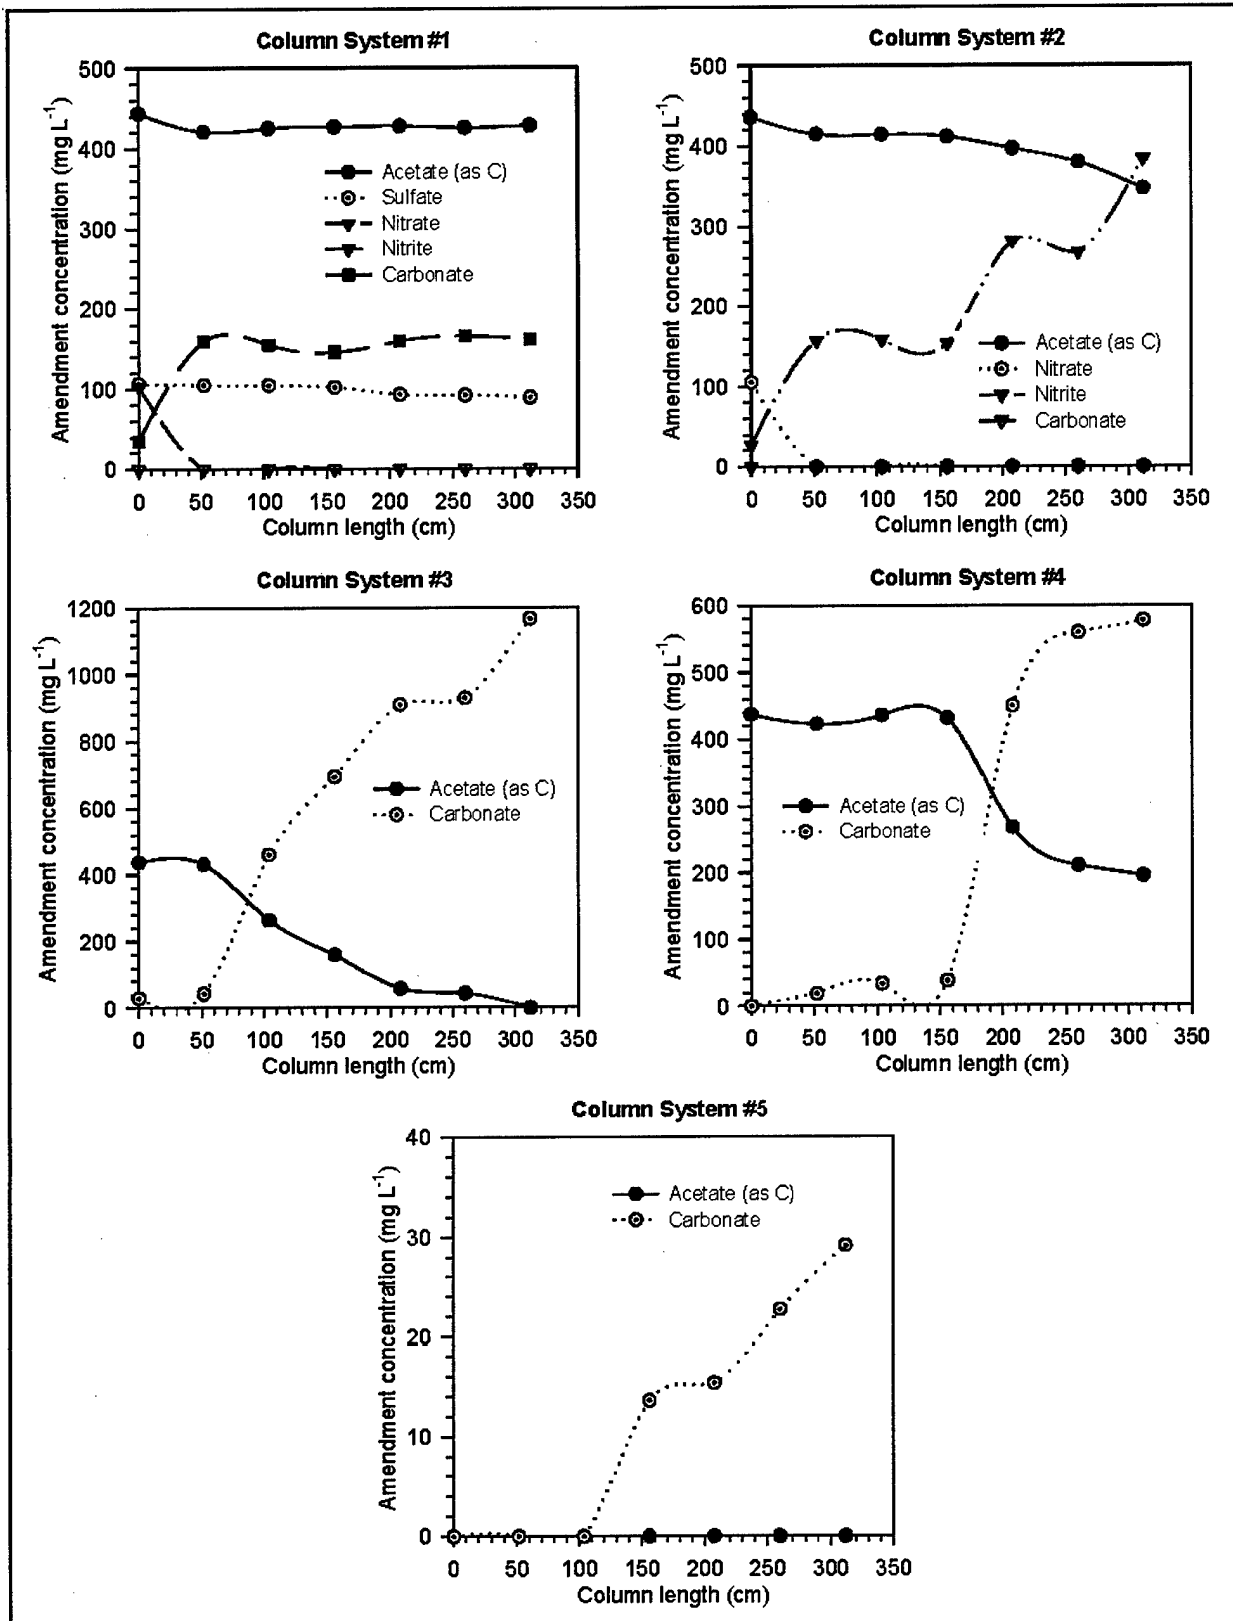 Column System #1
Amendment concentration (mg L-1)
500
400
300
200
100
0
Acetate (as C)
Sulfate
Nitrate
Nitrite
Carbonate
0 50 100 150 200 250 300 350
Column length (cm)
Column System #2
Amendment concentration (mg L-1)
500
400
300
200
100
0
Acetate (as C)
Nitrate
Nitrite
Carbonate
0 50 100 150 200 250 300 350
Column length (cm)
Column System #3
Amendment concentration (mg L-1)
1200
1000
800
600
400
200
0
Acetate (as C)
Carbonate
0 50 100 150 200 250 300 350
Column length (cm)
Column System #4
Amendment concentration (mg L-1)
600
500
400
300
200
100
0
Acetate (as C)
Carbonate
0 50 100 150 200 250 300 350
Column length (cm)
Column System #5
Amendment concentration (mg L-1)
40
30
20
10
0
Acetate (as C)
Carbonate
0 50 100 150 200 250 300 350
Column length (cm)